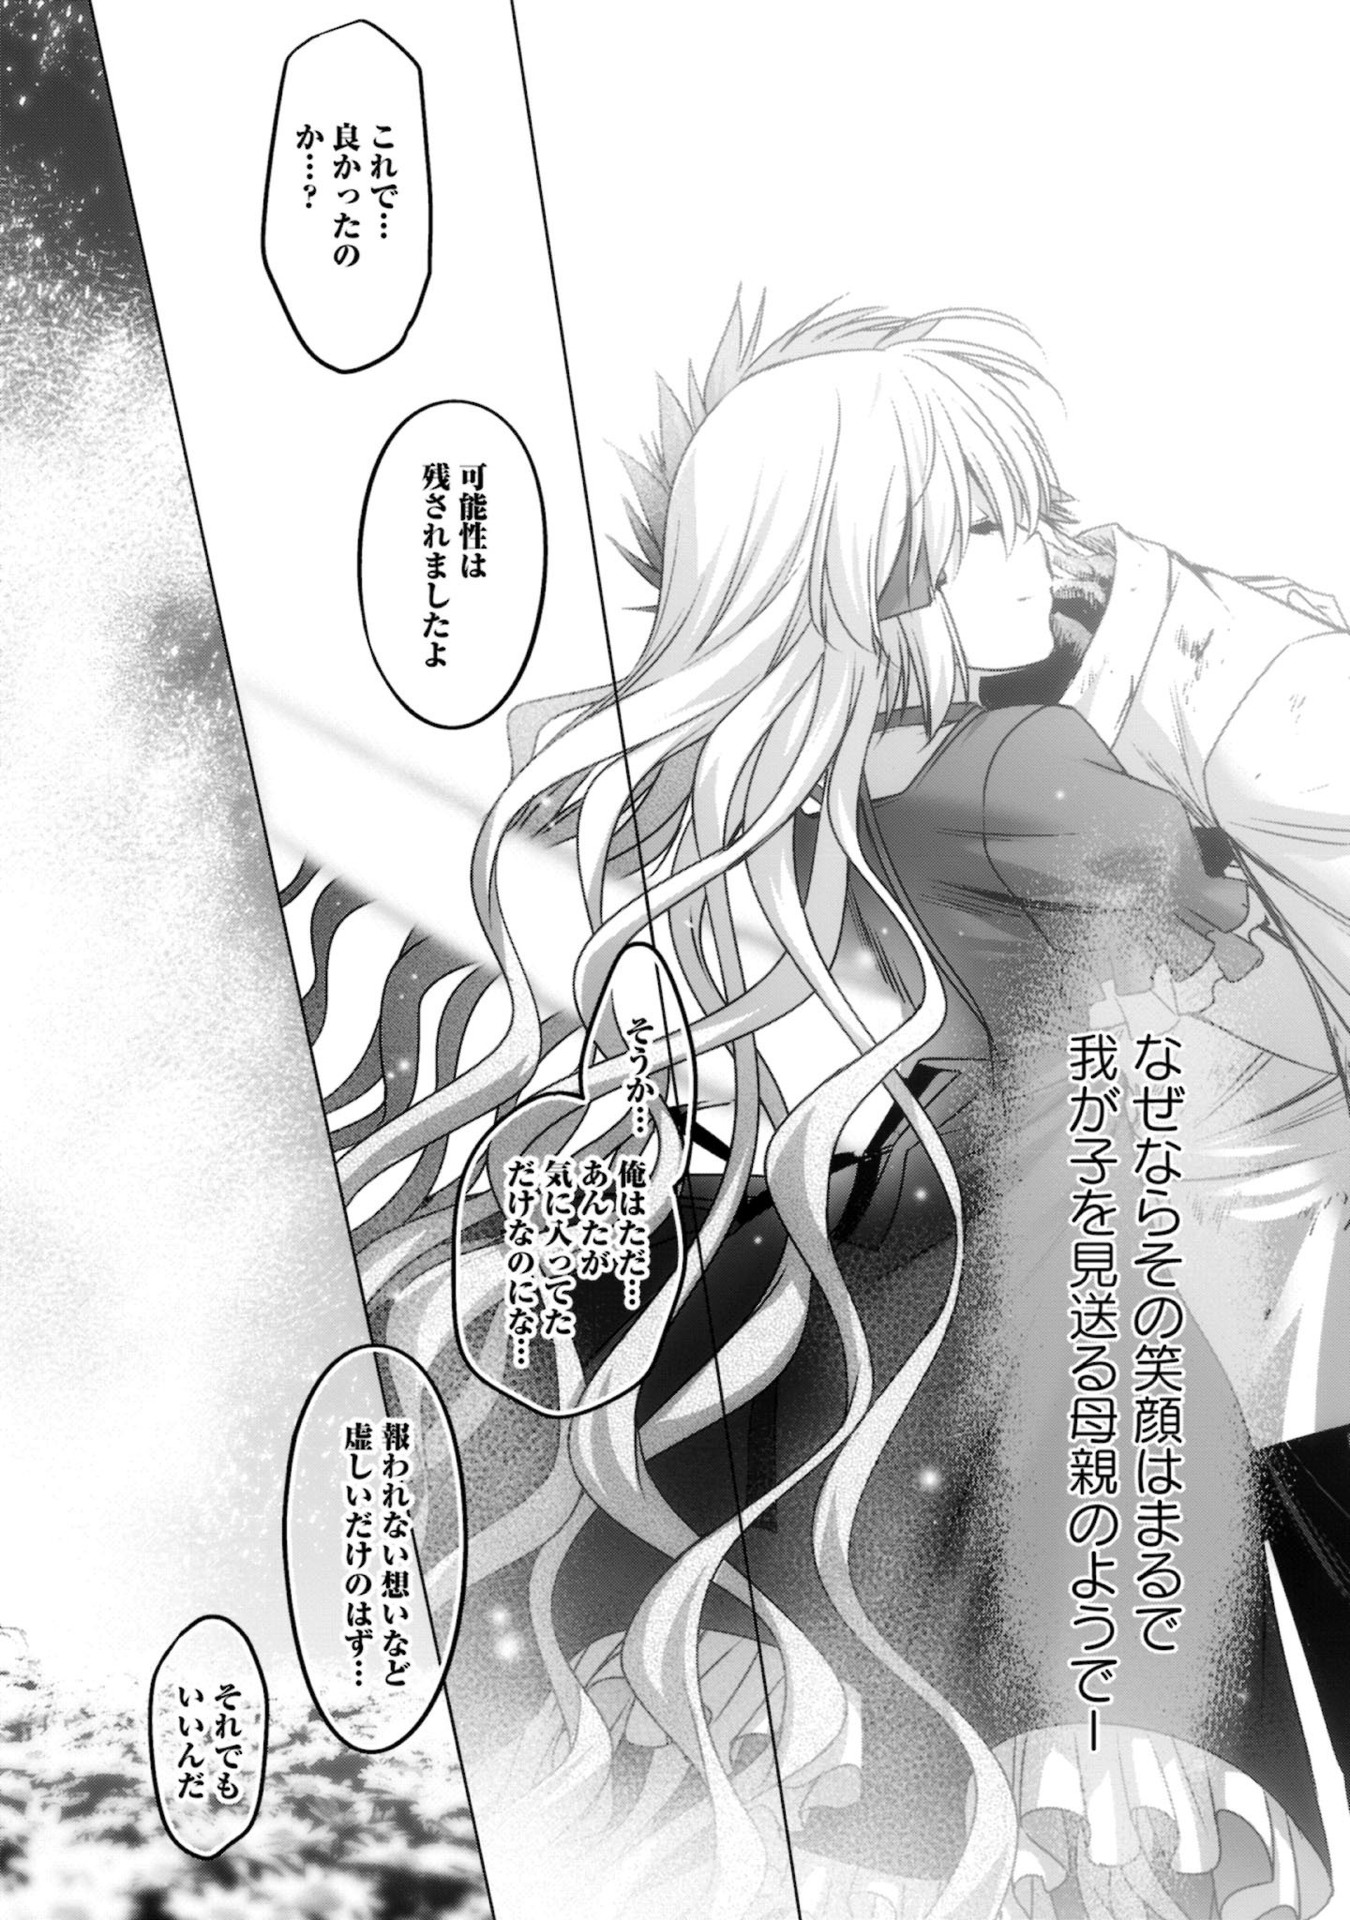 なぜならその笑顔はまるで
我が子を見送る母親のようでー
これで…
良かったの
か…?
可能性は
残されましたよ
そうか…
俺はただ…
あんたが
気に入ってた
だけなのにな…
報われない想いなど
虚しいだけのはず…
それでも
いいんだ